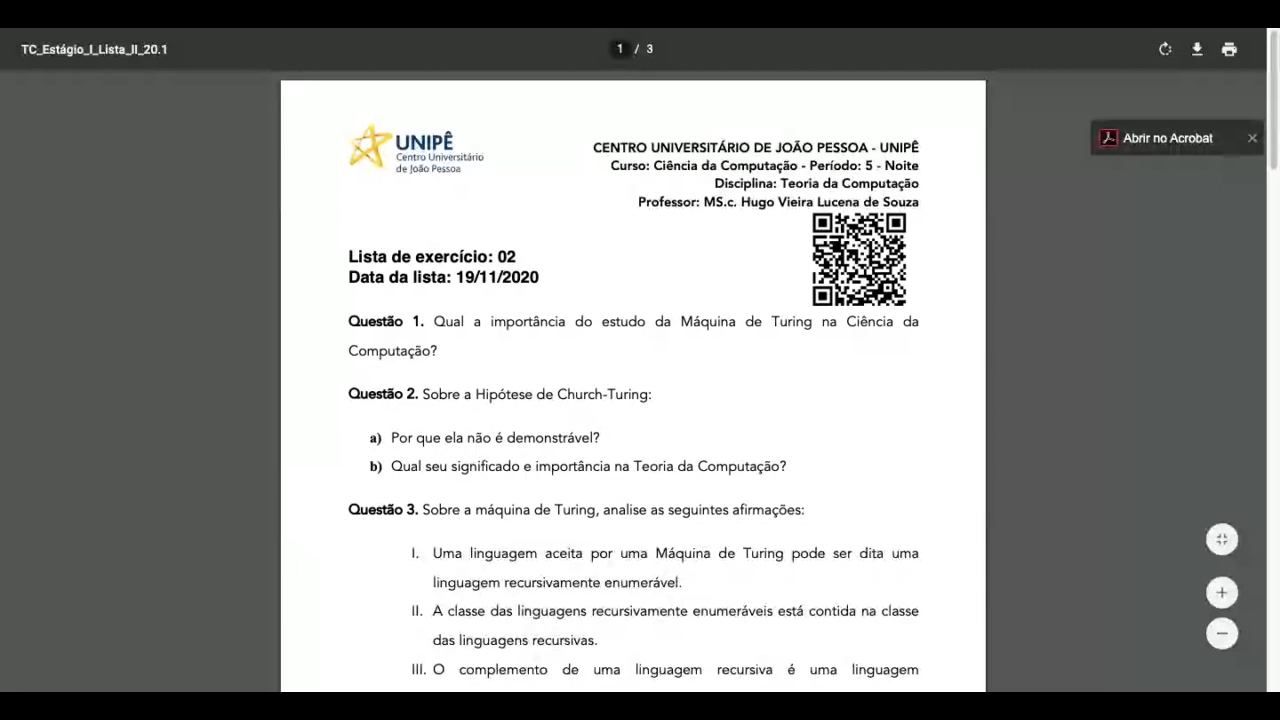 TC_Estágio_I_Lista_II_20.1
1 / 3
Abrir no Acrobat
UNIPÊ
Centro Universitário
de João Pessoa
CENTRO UNIVERSITÁRIO DE JOÃO PESSOA - UNIPÊ
Curso: Ciência da Computação - Período: 5 - Noite
Disciplina: Teoria da Computação
Professor: MS.c. Hugo Vieira Lucena de Souza
Lista de exercício: 02
Data da lista: 19/11/2020
Questão 1. Qual a importância do estudo da Máquina de Turing na Ciência da
Computação?
Questão 2. Sobre a Hipótese de Church-Turing:
a) Por que ela não é demonstrável?
b) Qual seu significado e importância na Teoria da Computação?
Questão 3. Sobre a máquina de Turing, analise as seguintes afirmações:
I. Uma linguagem aceita por uma Máquina de Turing pode ser dita uma
linguagem recursivamente enumerável.
II. A classe das linguagens recursivamente enumeráveis está contida na classe
das linguagens recursivas.
III. O complemento de uma linguagem recursiva é uma linguagem